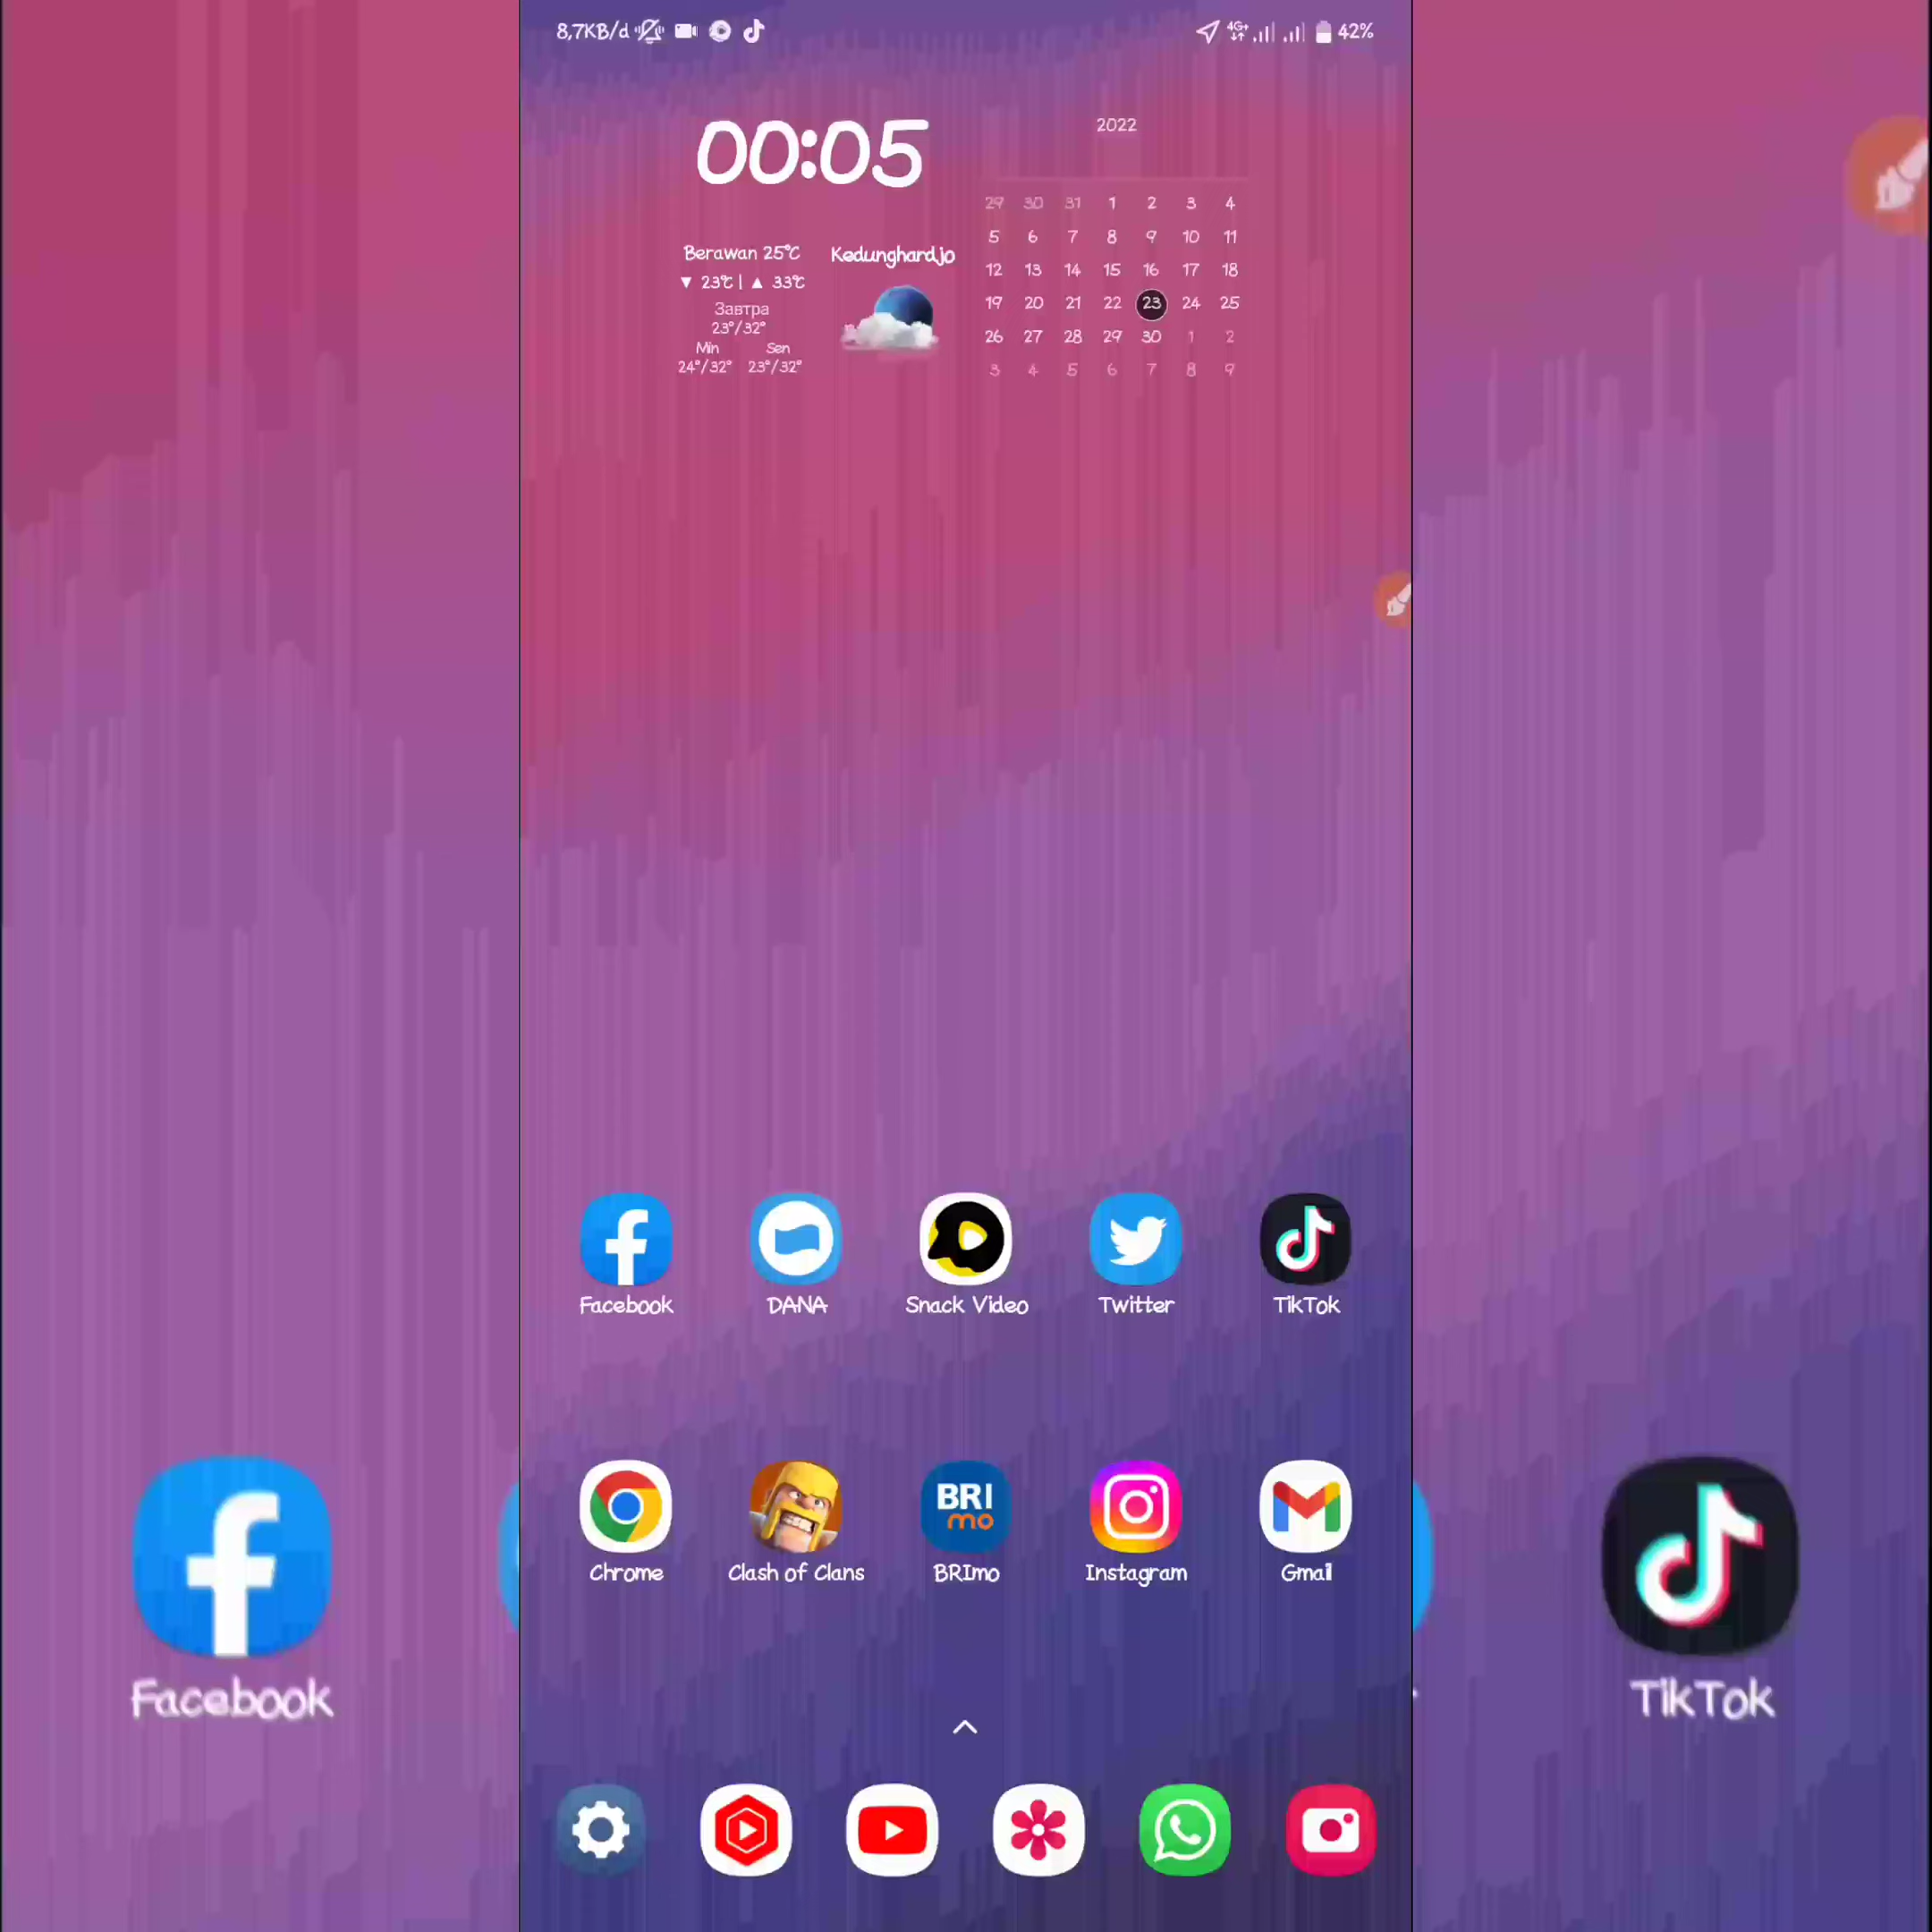 8,7KB/d
4G+
42%
00:05
Berawan 25°C
▼ 23°C | ▲ 33°C
Завтра
23°/32°
Min Sen
24°/32° 23°/32°
Kedunghardjo
2022
29 30 31 1 2 3 4
5 6 7 8 9 10 11
12 13 14 15 16 17 18
19 20 21 22 23 24 25
26 27 28 29 30 1 2
3 4 5 6 7 8 9
Facebook DANA Snack Video Twitter TikTok
BRI
mo
Chrome Clash of Clans BRImo Instagram Gmail
Facebook
TikTok